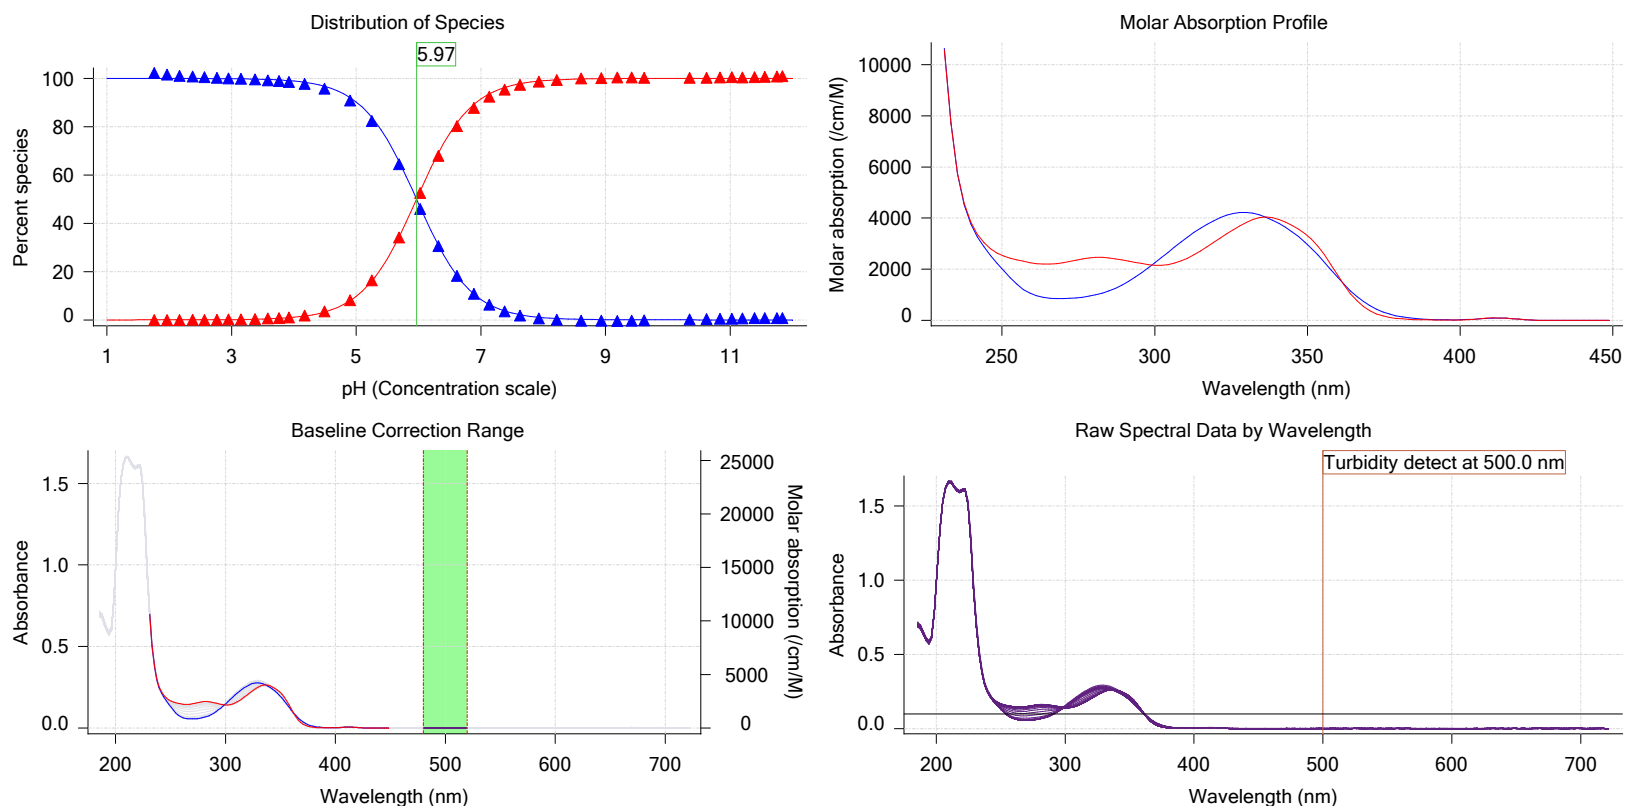 Distribution of Species
5.97
100
80
60
40
20
0
Percent species
1 3 5 7 9 11
pH (Concentration scale)
Molar Absorption Profile
10000
8000
6000
4000
2000
0
Molar absorption (/cm/M)
250 300 350 400 450
Wavelength (nm)
Baseline Correction Range
1.5
1.0
0.5
0.0
Absorbance
25000
20000
15000
10000
5000
0
Molar absorption (/cm/M)
200 300 400 500 600 700
Wavelength (nm)
Raw Spectral Data by Wavelength
Turbidity detect at 500.0 nm
1.5
1.0
0.5
0.0
Absorbance
200 300 400 500 600 700
Wavelength (nm)